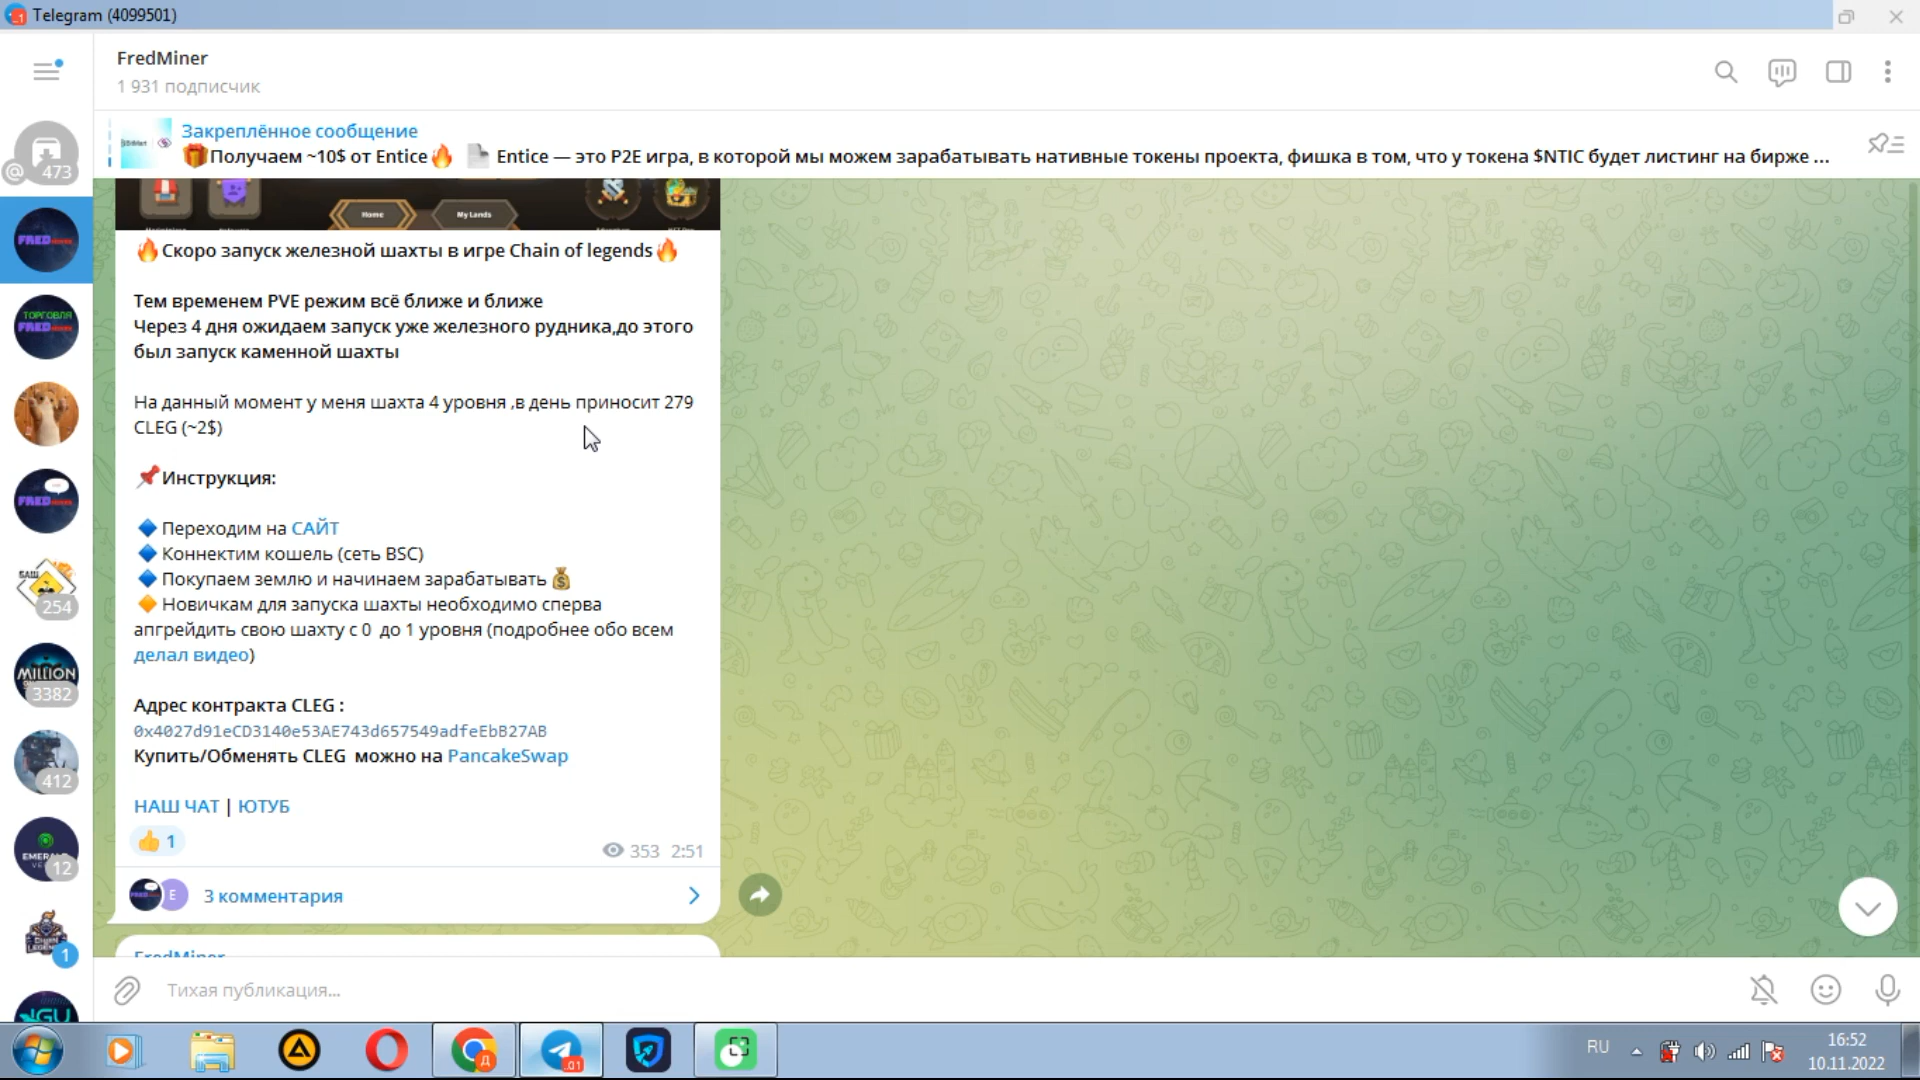 Telegram (4099501)
FredMiner
1 931 подписчик
473
Закреплённое сообщение
🎁Получаем ~10$ от Entice🔥 Entice — это P2E игра, в которой мы можем зарабатывать нативные токены проекта, фишка в том, что у токена $NTIC будет листинг на бирже ...
Home
My Lands
🔥Скоро запуск железной шахты в игре Chain of legends🔥
Тем временем PVE режим всё ближе и ближе
Через 4 дня ожидаем запуск уже железного рудника,до этого
был запуск каменной шахты
На данный момент у меня шахта 4 уровня ,в день приносит 279
CLEG (~2$)
📌Инструкция:
🔷 Переходим на САЙТ
🔷 Коннектим кошель (сеть BSC)
🔷 Покупаем землю и начинаем зарабатывать💰
🔶 Новичкам для запуска шахты необходимо сперва
апгрейдить свою шахту с 0 до 1 уровня (подробнее обо всем
делал видео)
Адрес контракта CLEG :
0x4027d91eCD3140e53AE743d657549adfeEbB27AB
Купить/Обменять CLEG можно на PancakeSwap
НАШ ЧАТ | ЮТУБ
👍 1
353 2:51
E
3 комментария
FredMiner
Тихая публикация...
FRED
ТОРГОВЛЯ
FRED
FRED
БАШ
254
MILLION
3382
412
12
1
RU
16:52
10.11.2022